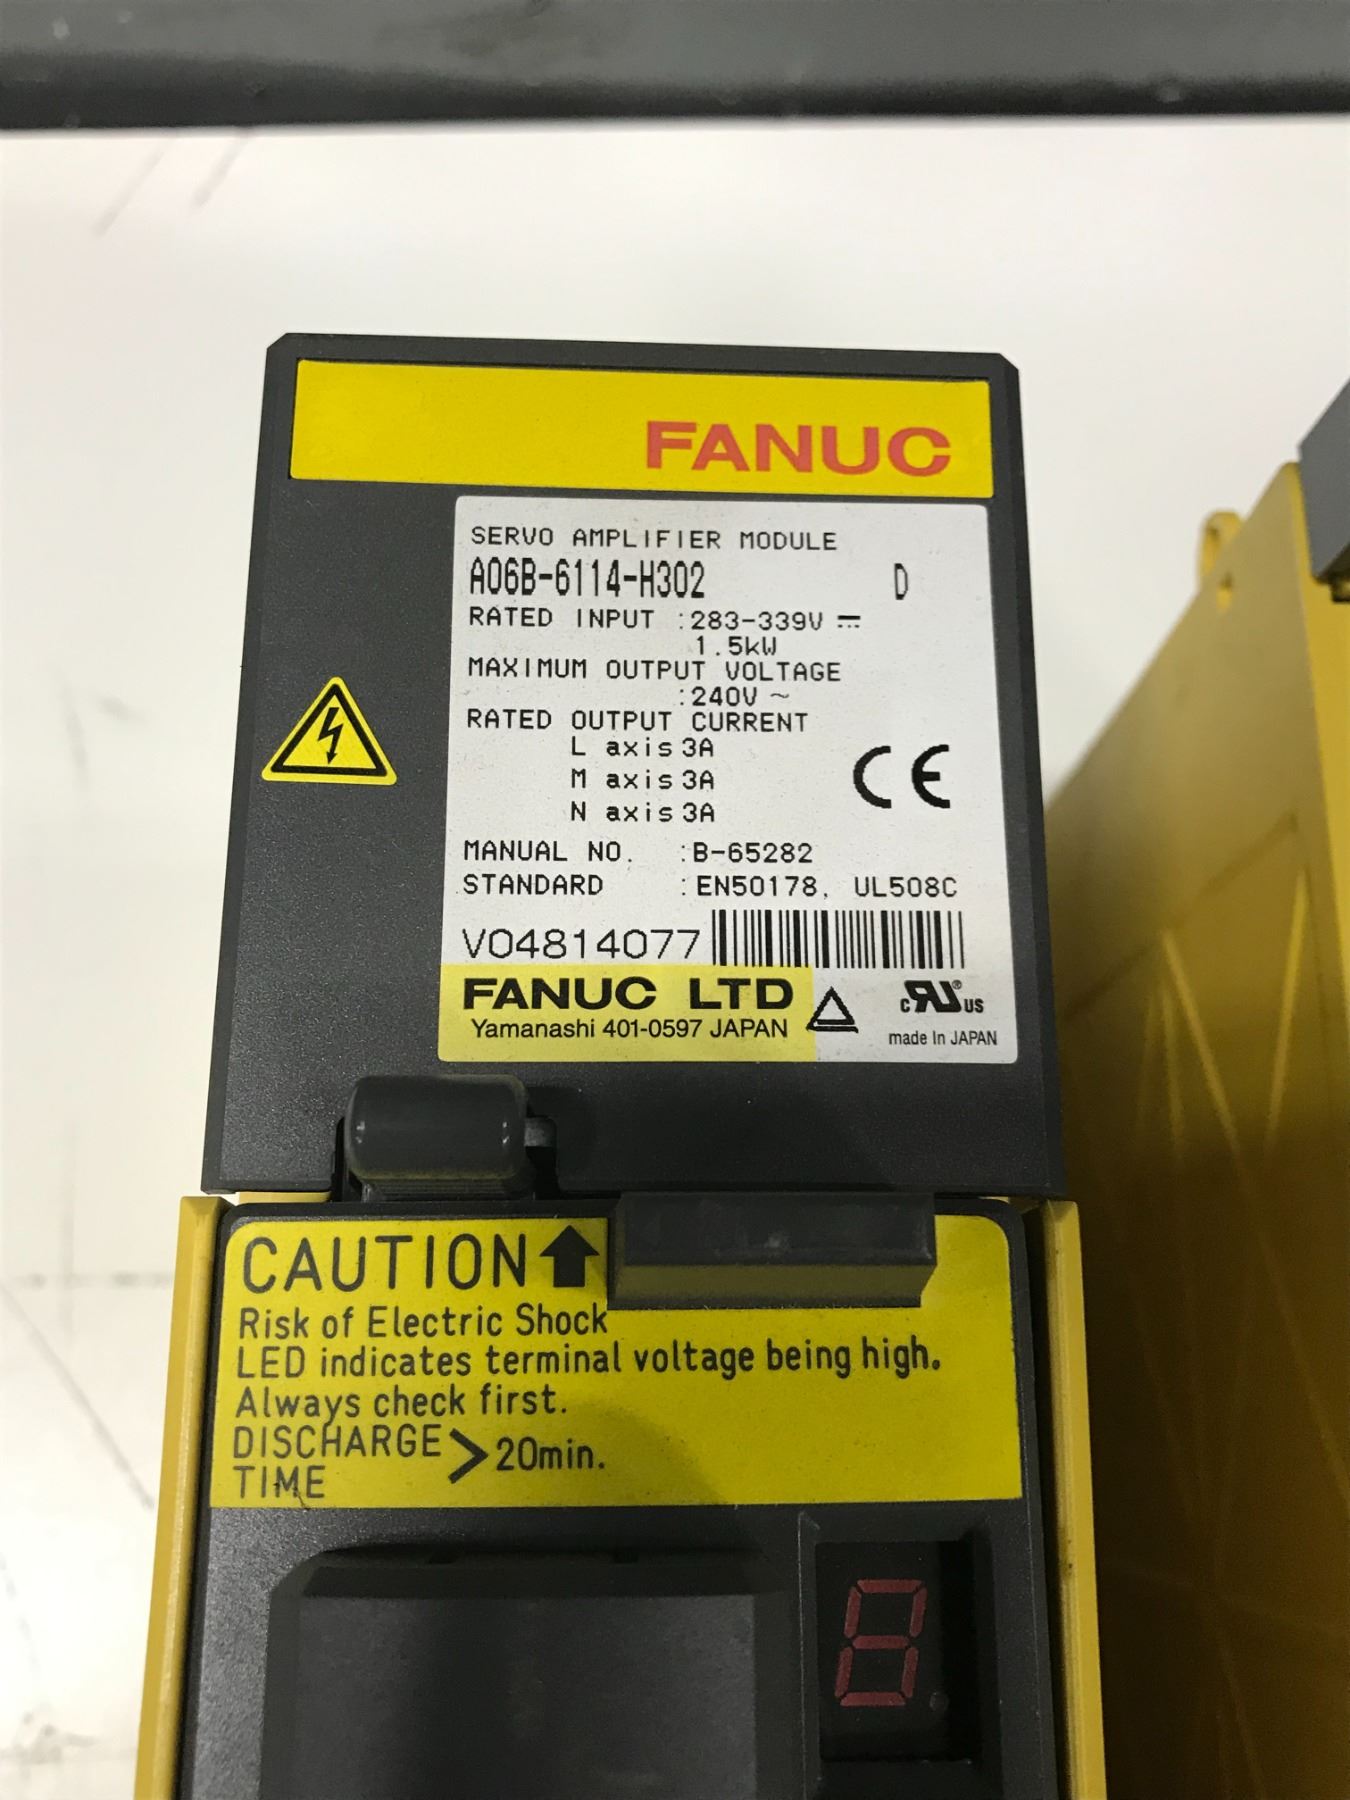 FANUC
SERVO AMPLIFIER MODULE
A06B-6114-H302 D
RATED INPUT :283-339V ⎓
1.5kW
MAXIMUM OUTPUT VOLTAGE
:240V ~
RATED OUTPUT CURRENT
L axis 3A
M axis 3A
N axis 3A
CE
MANUAL NO. :B-65282
STANDARD :EN50178, UL508C
V04814077
FANUC LTD
Yamanashi 401-0597 JAPAN
c RU ® US
made In JAPAN
CAUTION ↑
Risk of Electric Shock
LED indicates terminal voltage being high.
Always check first.
DISCHARGE TIME > 20min.
8.